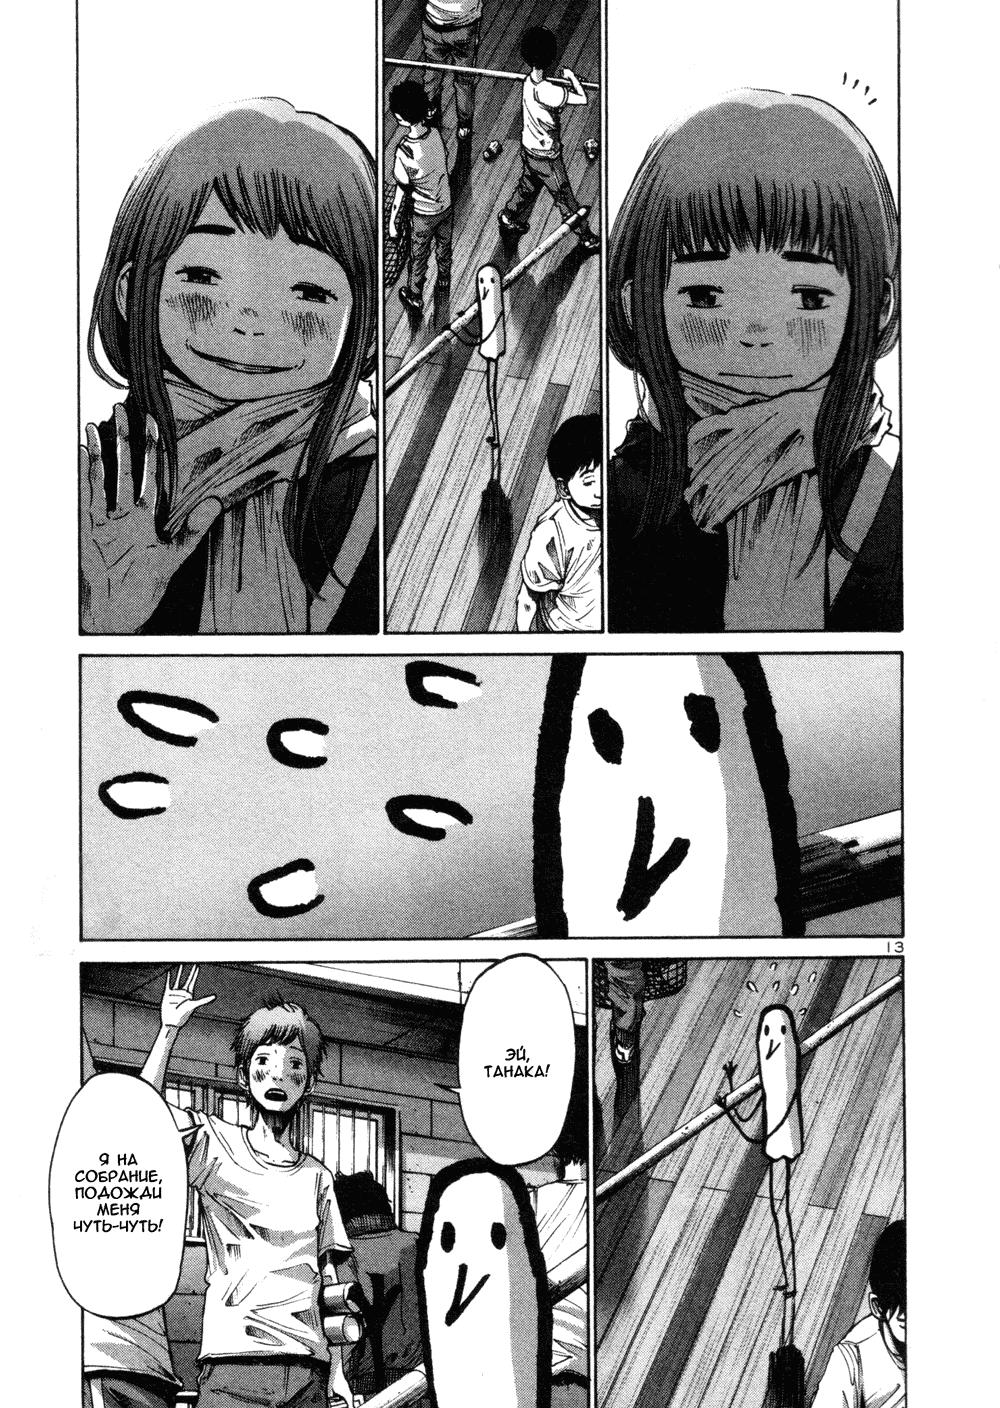 13
ЭЙ,
ТАНАКА!
Я НА
СОБРАНИЕ,
ПОДОЖДИ
МЕНЯ
ЧУТЬ-ЧУТЬ!